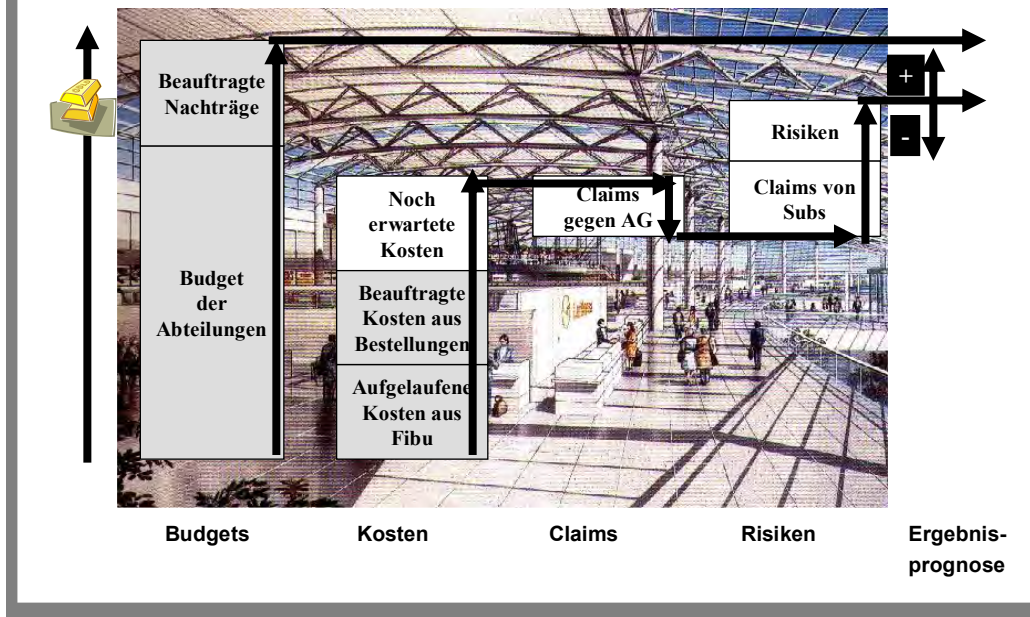 Beauftragte
Nachträge
Budget
der
Abteilungen
Noch
erwartete
Kosten
Beauftragte
Kosten aus
Bestellungen
Aufgelaufene
Kosten aus
Fibu
Claims
gegen AG
Risiken
Claims von
Subs
+
-
Budgets
Kosten
Claims
Risiken
Ergebnis-
prognose